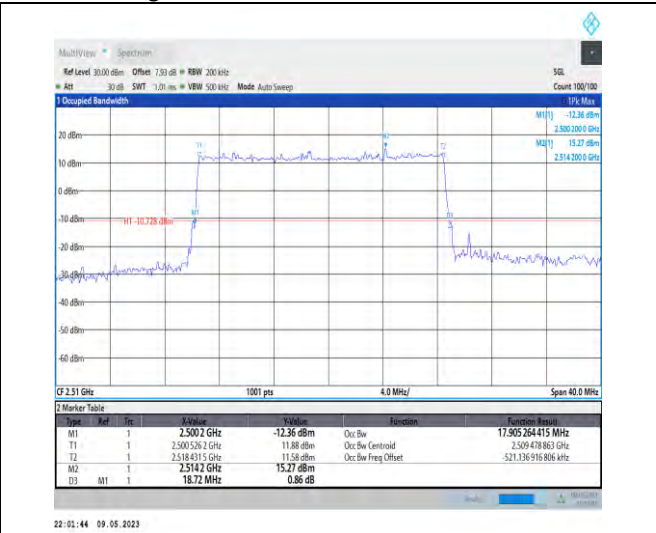 MultiView Spectrum
Ref Level 30.00 dBm Offset 7.93 dB RBW 200 kHz SGL
Att 30 dB SWT 1.01 ms VBW 500 kHz Mode Auto Sweep Count 100/100
1 Occupied Bandwidth 1Pk Max
M1[1] -12.36 dBm
2.500 200 0 GHz
M2[1] 15.27 dBm
2.514 200 0 GHz
20 dBm
T1 M2 T2
10 dBm
0 dBm
-10 dBm H1 -10.728 dBm M1 D3
-20 dBm
-30 dBm
-40 dBm
-50 dBm
-60 dBm
CF 2.51 GHz 1001 pts 4.0 MHz/ Span 40.0 MHz
2 Marker Table
Type Ref Trc X-Value Y-Value Function Function Result
M1 1 2.500 2 GHz -12.36 dBm Occ Bw 17.905 264 415 MHz
T1 1 2.500 526 2 GHz 11.88 dBm Occ Bw Centroid 2.509 478 863 GHz
T2 1 2.518 431 5 GHz 11.58 dBm Occ Bw Freq Offset -521.136 916 806 kHz
M2 1 2.514 2 GHz 15.27 dBm
D3 M1 1 18.72 MHz 0.86 dB
22:01:44 09.05.2023